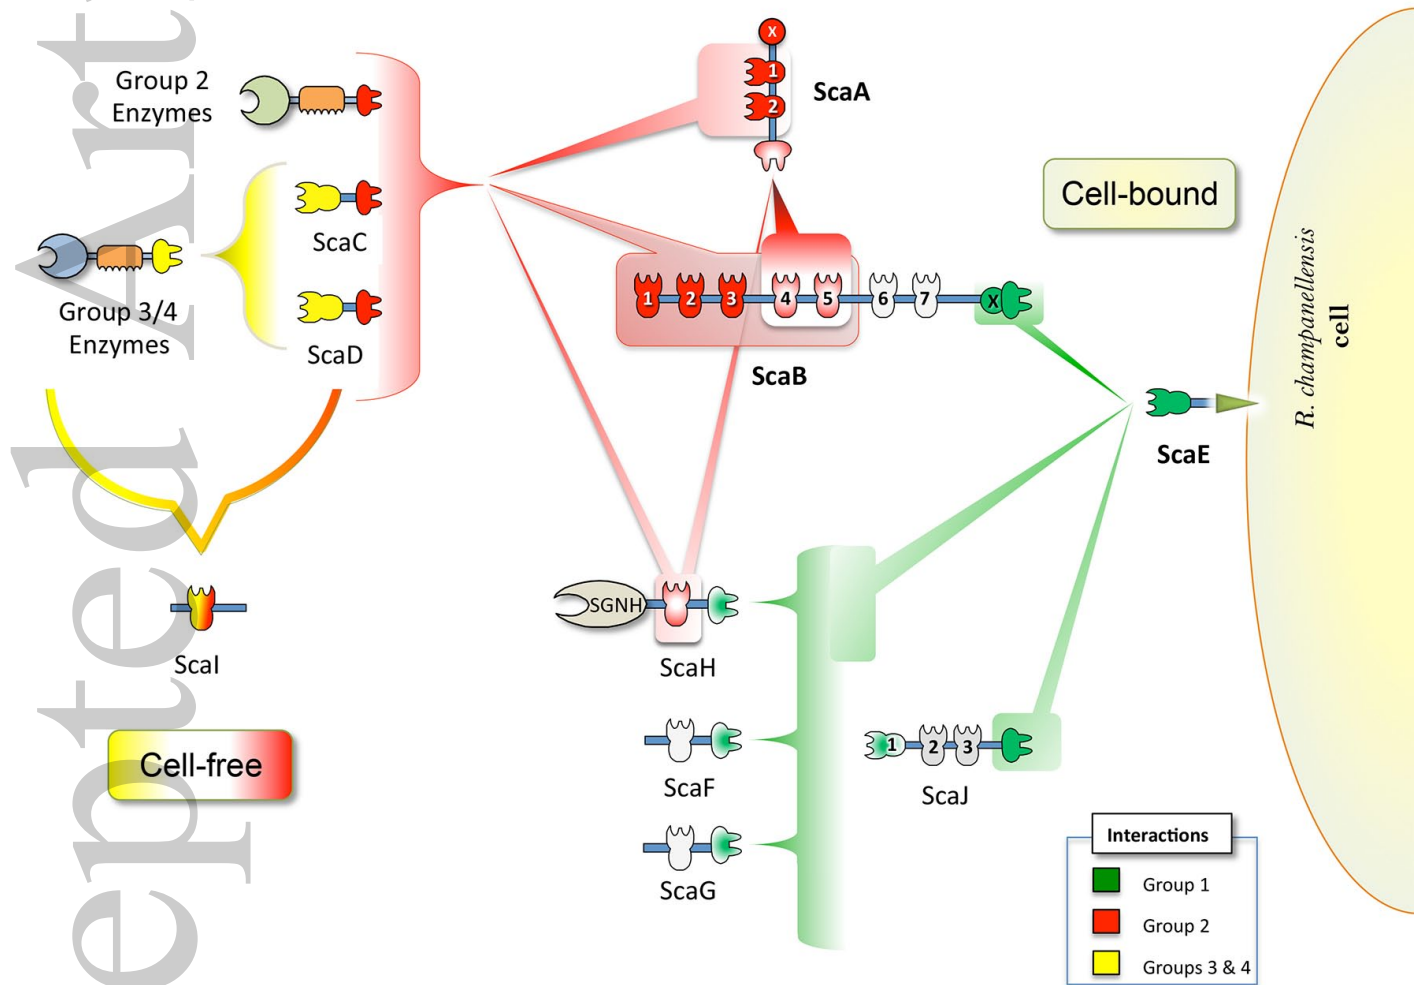 Group 2
Enzymes
ScaC
Group 3/4
Enzymes
ScaD
ScaI
Cell-free
X
1
2
ScaA
1 2 3 4 5 6 7 X
ScaB
Cell-bound
R. champanellensis
cell
ScaE
SGNH
ScaH
ScaF
ScaG
1 2 3
ScaJ
Interactions
Group 1
Group 2
Groups 3 & 4
epted Art